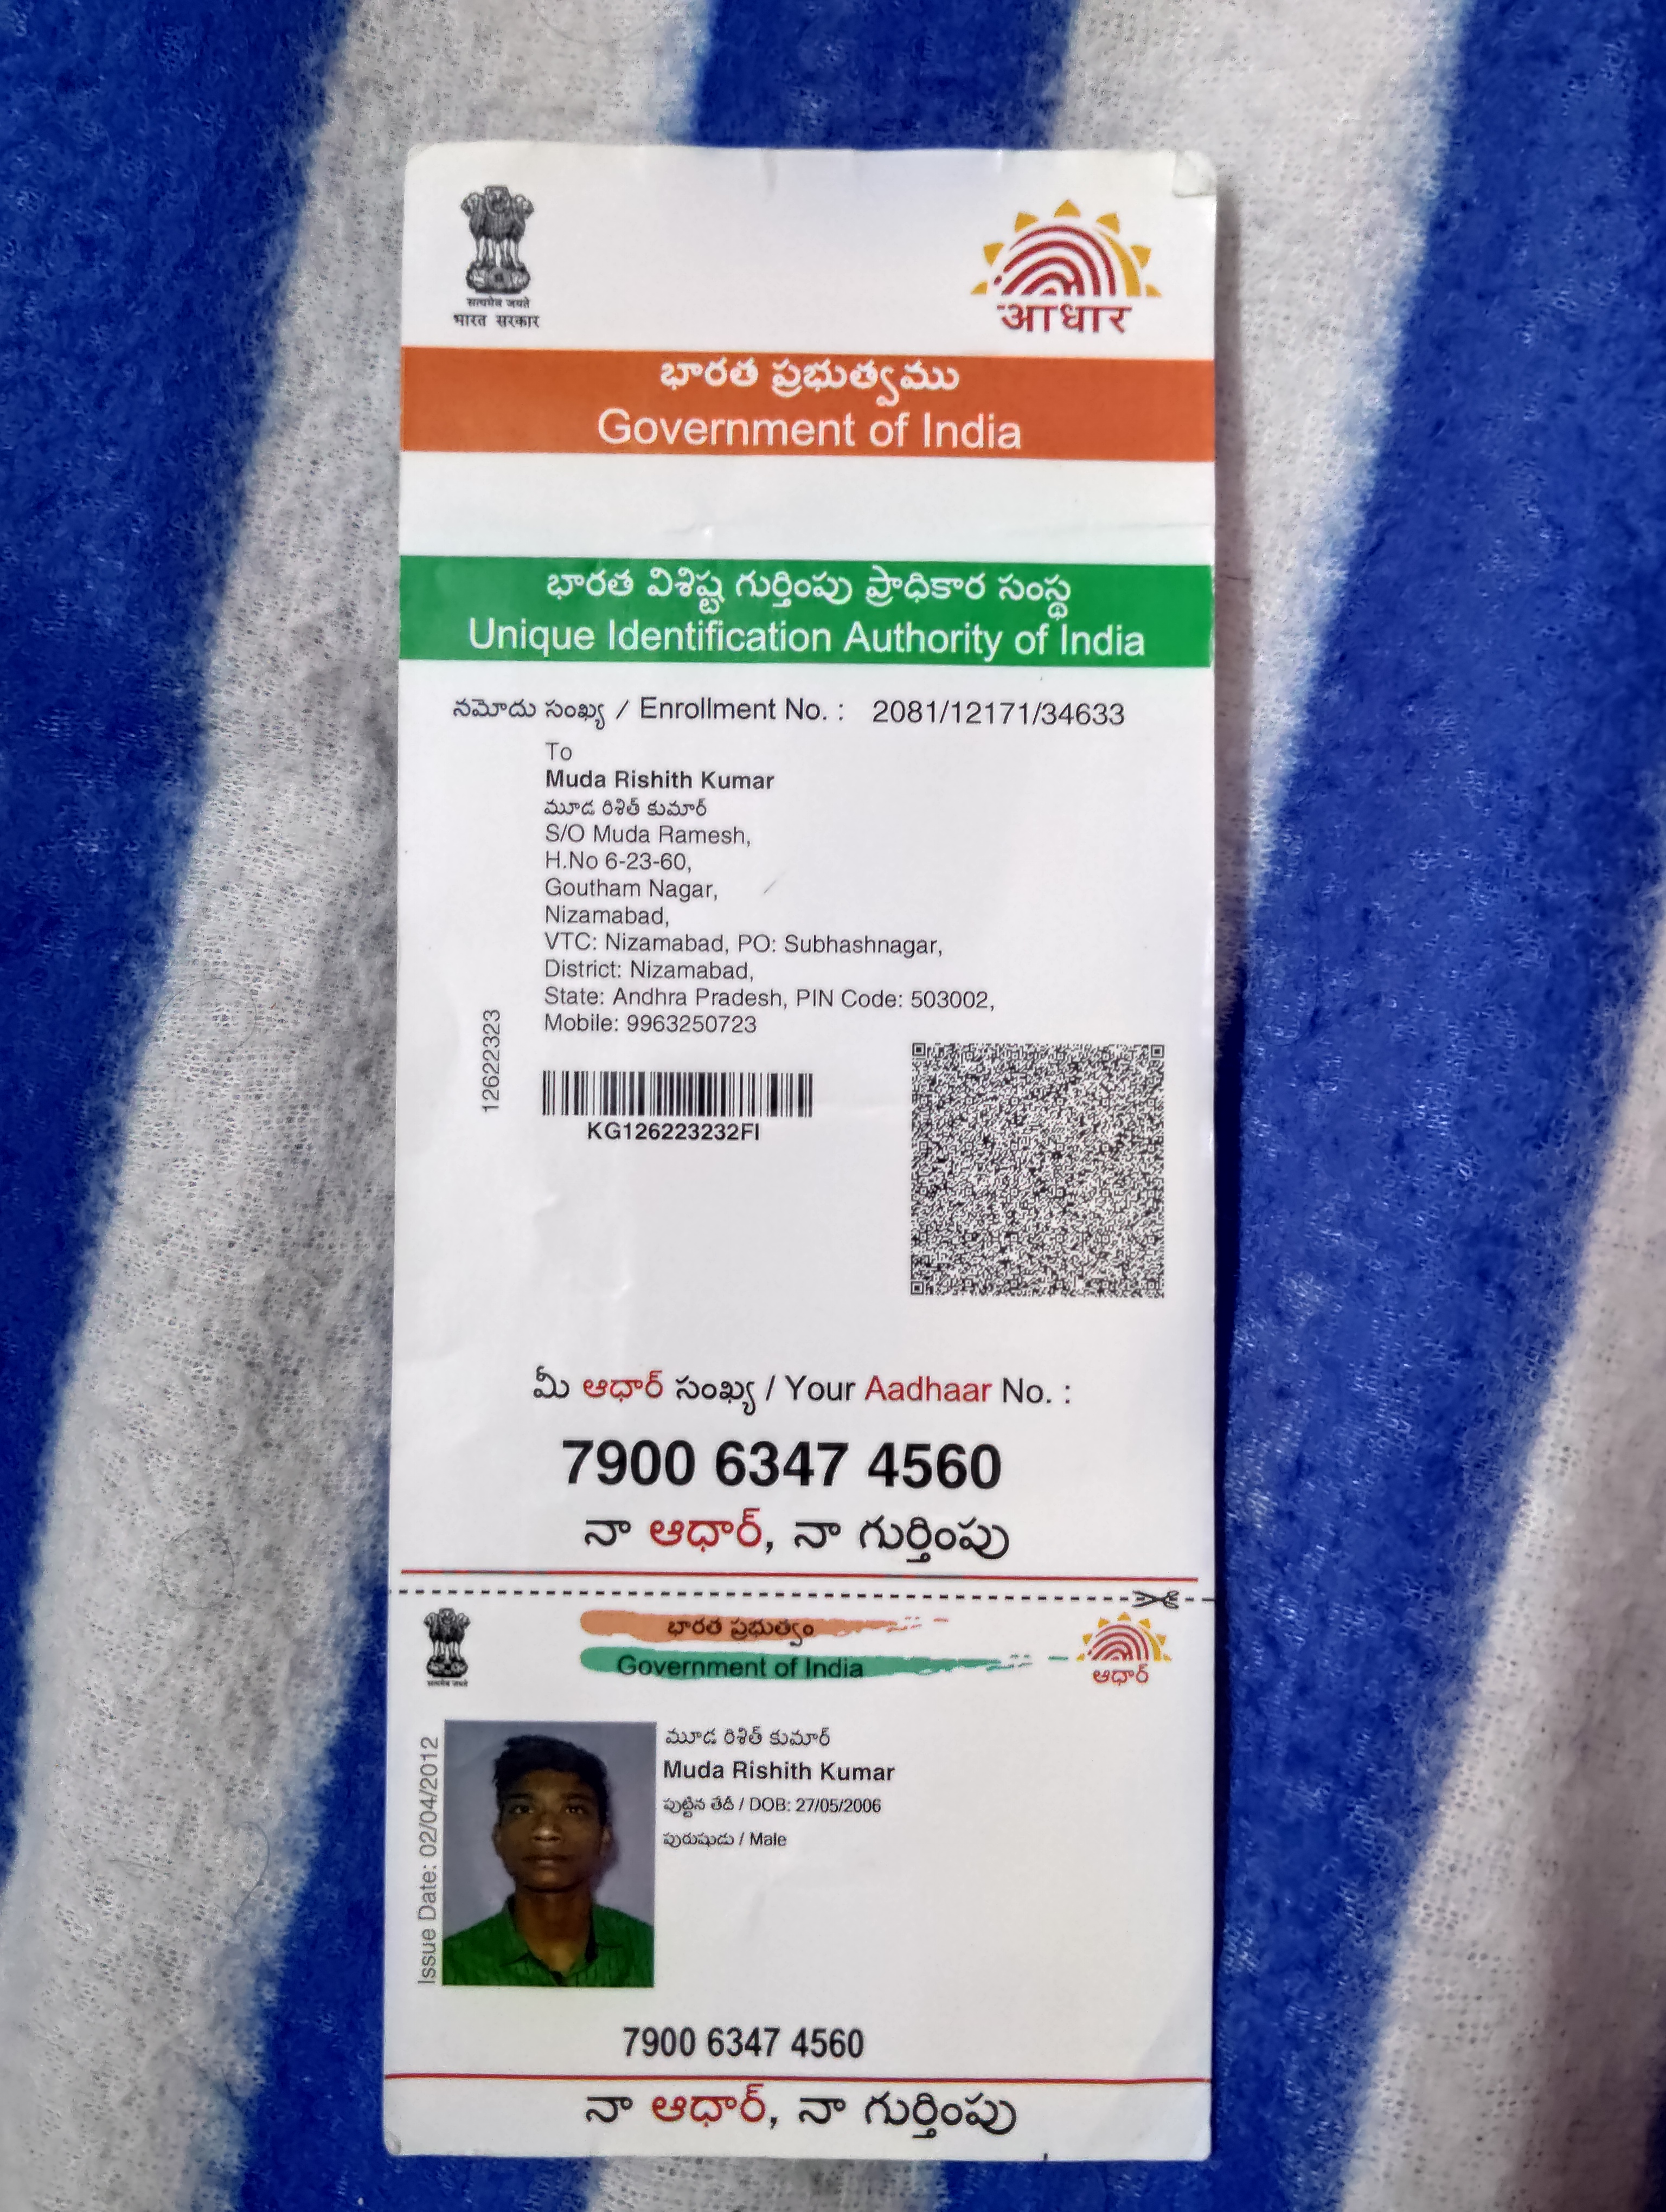 सत्यमेव जयते
भारत सरकार
आधार
భారత ప్రభుత్వము
Government of India
భారత విశిష్ట గుర్తింపు ప్రాధికార సంస్థ
Unique Identification Authority of India
నమోదు సంఖ్య / Enrollment No. : 2081/12171/34633
To
Muda Rishith Kumar
మూడ రిశిత్ కుమార్
S/O Muda Ramesh,
H.No 6-23-60,
Goutham Nagar,
Nizamabad,
VTC: Nizamabad, PO: Subhashnagar,
District: Nizamabad,
State: Andhra Pradesh, PIN Code: 503002,
Mobile: 9963250723
12622323
KG126223232FI
మీ ఆధార్ సంఖ్య / Your Aadhaar No. :
7900 6347 4560
నా ఆధార్, నా గుర్తింపు
భారత ప్రభుత్వం
Government of India
सत्यमेव जयते
ఆధార్
Issue Date: 02/04/2012
మూడ రిశిత్ కుమార్
Muda Rishith Kumar
పుట్టిన తేదీ / DOB: 27/05/2006
పురుషుడు / Male
7900 6347 4560
నా ఆధార్, నా గుర్తింపు